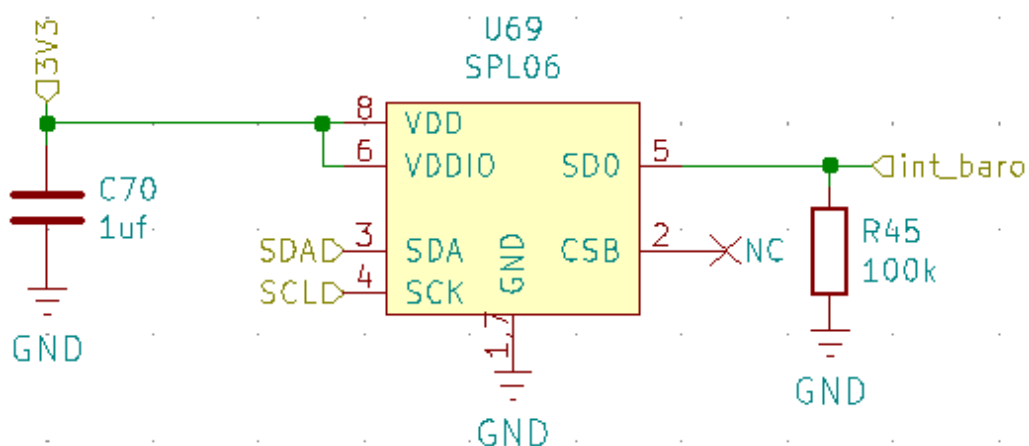 U69
SPL06
3V3
8
VDD
6
VDDIO
SDO
5
int_baro
C70
1uf
SDA
3
SDA
GND
CSB
2
NC
R45
100k
SCL
4
SCK
1,7
GND
GND
GND